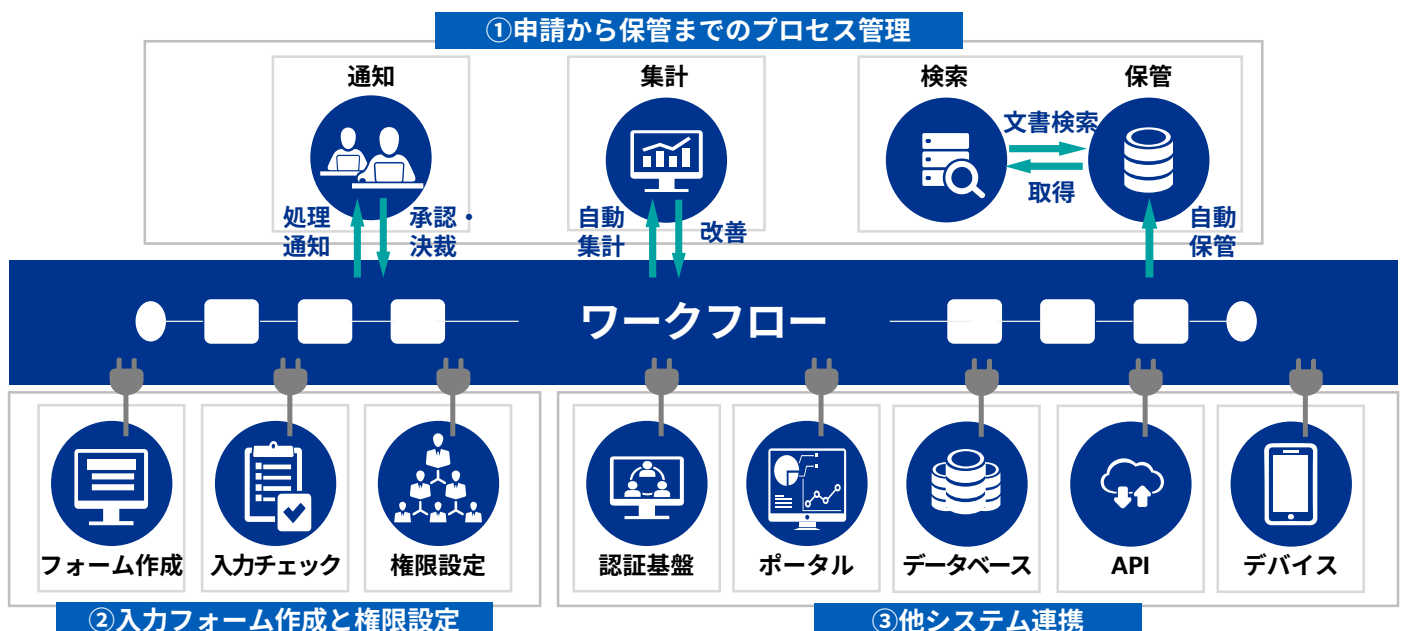 ①申請から保管までのプロセス管理
通知
集計
検索
保管
文書検索
取得
処理
通知
承認・
決裁
自動
集計
改善
自動
保管
ワークフロー
フォーム作成
入力チェック
権限設定
認証基盤
ポータル
データベース
API
デバイス
②入力フォーム作成と権限設定
③他システム連携